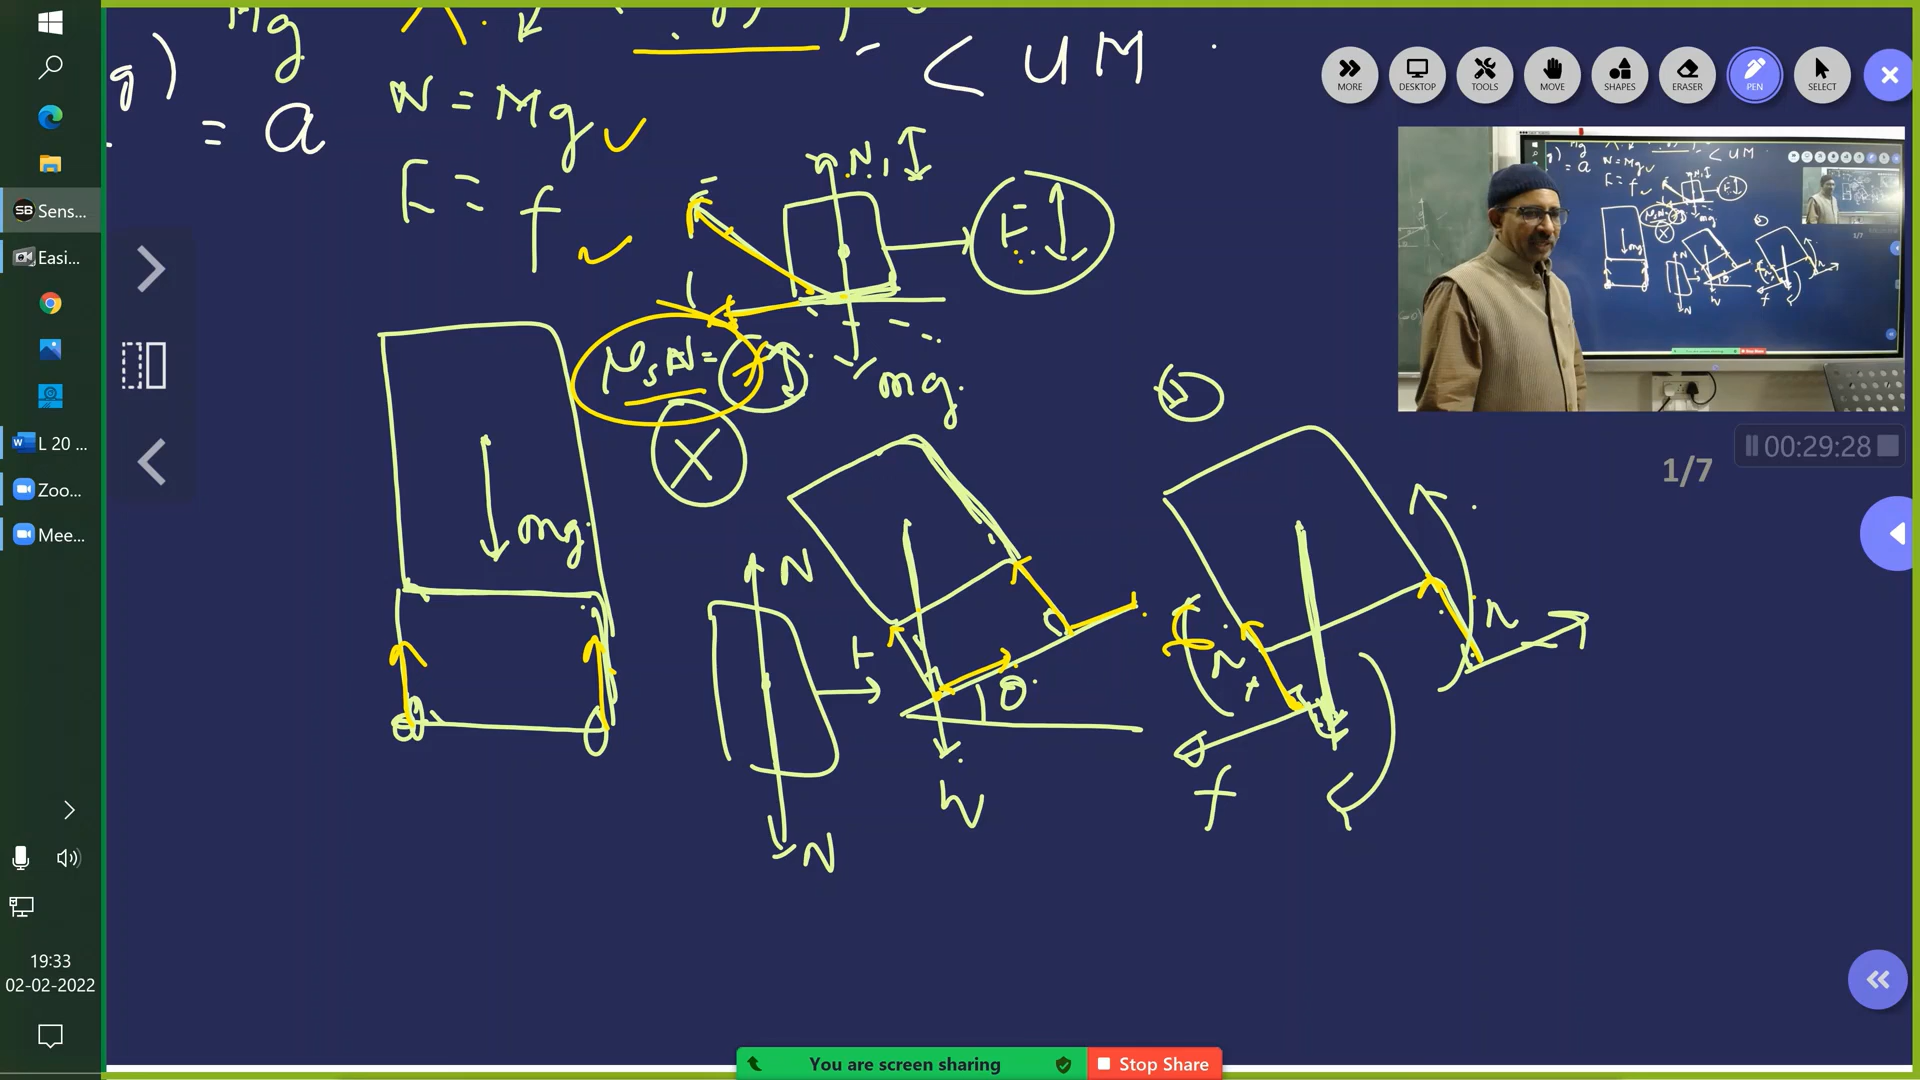 Mg
g)
< UM
= a
N = Mg
F = f
N
F
MORE
DESKTOP
TOOLS
MOVE
SHAPES
ERASER
PEN
SELECT
μsN =
mg
mg
N
F
N
θ
f
00:29:28
1/7
Sens...
Easi...
L 20 ...
Zoo...
Mee...
19:33
02-02-2022
You are screen sharing
Stop Share